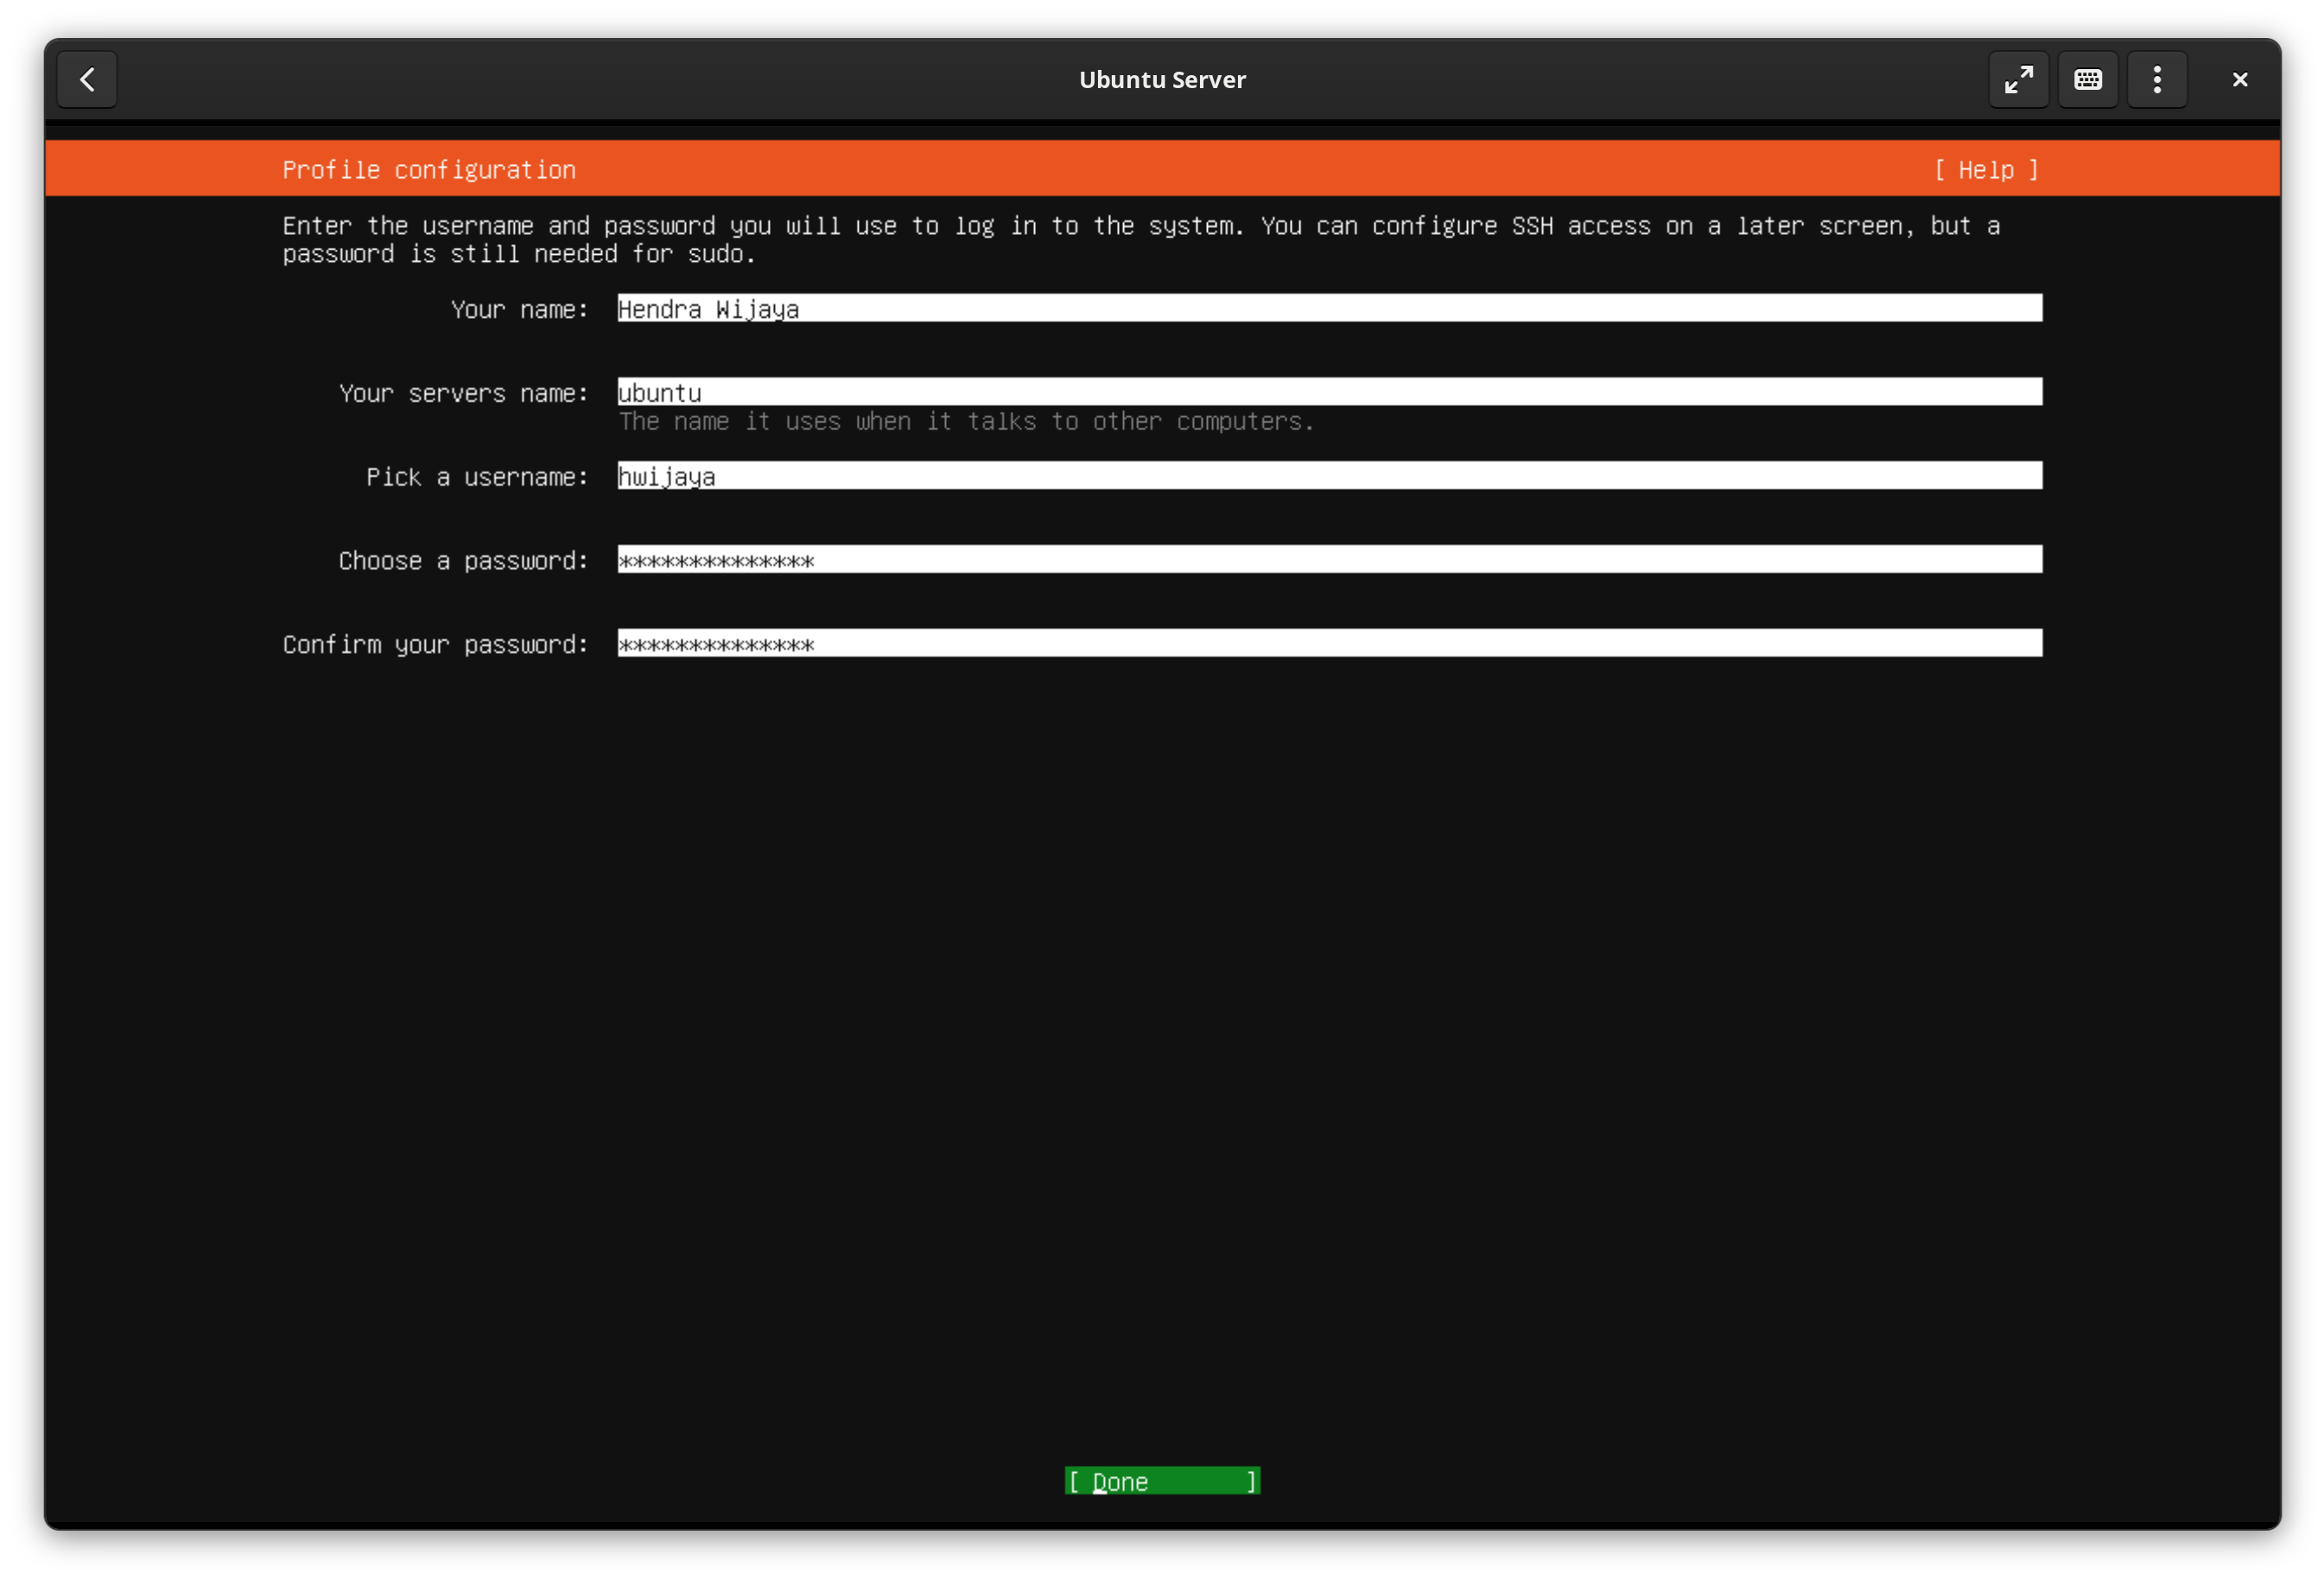 Ubuntu Server
Profile configuration [ Help ]
Enter the username and password you will use to log in to the system. You can configure SSH access on a later screen, but a
password is still needed for sudo.
Your name: Hendra Wijaya
Your servers name: ubuntu
The name it uses when it talks to other computers.
Pick a username: hwijaya
Choose a password: **************
Confirm your password: **************
[ Done ]